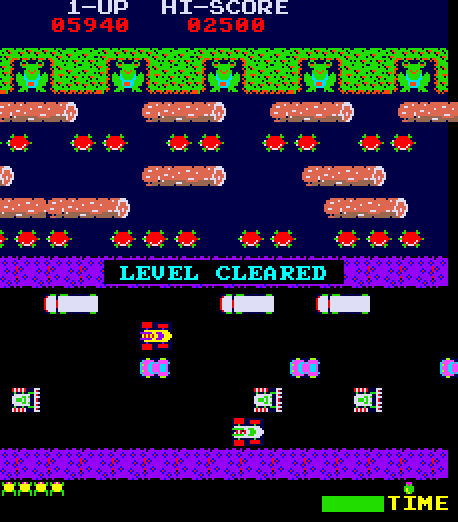 1-UP HI-SCORE
05940 02500
LEVEL CLEARED
TIME